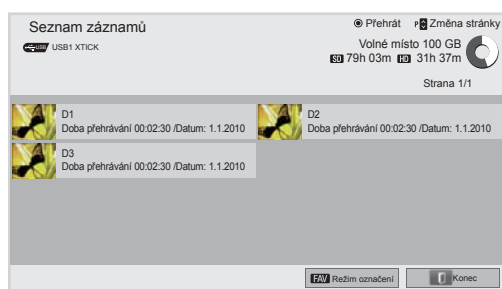 Seznam záznamů
Přehrát P Změna stránky
USB USB1 XTICK
Volné místo 100 GB
SD 79h 03m HD 31h 37m
Strana 1/1
D1
Doba přehrávání 00:02:30 /Datum: 1.1.2010
D2
Doba přehrávání 00:02:30 /Datum: 1.1.2010
D3
Doba přehrávání 00:02:30 /Datum: 1.1.2010
FAV Režim označení
Konec